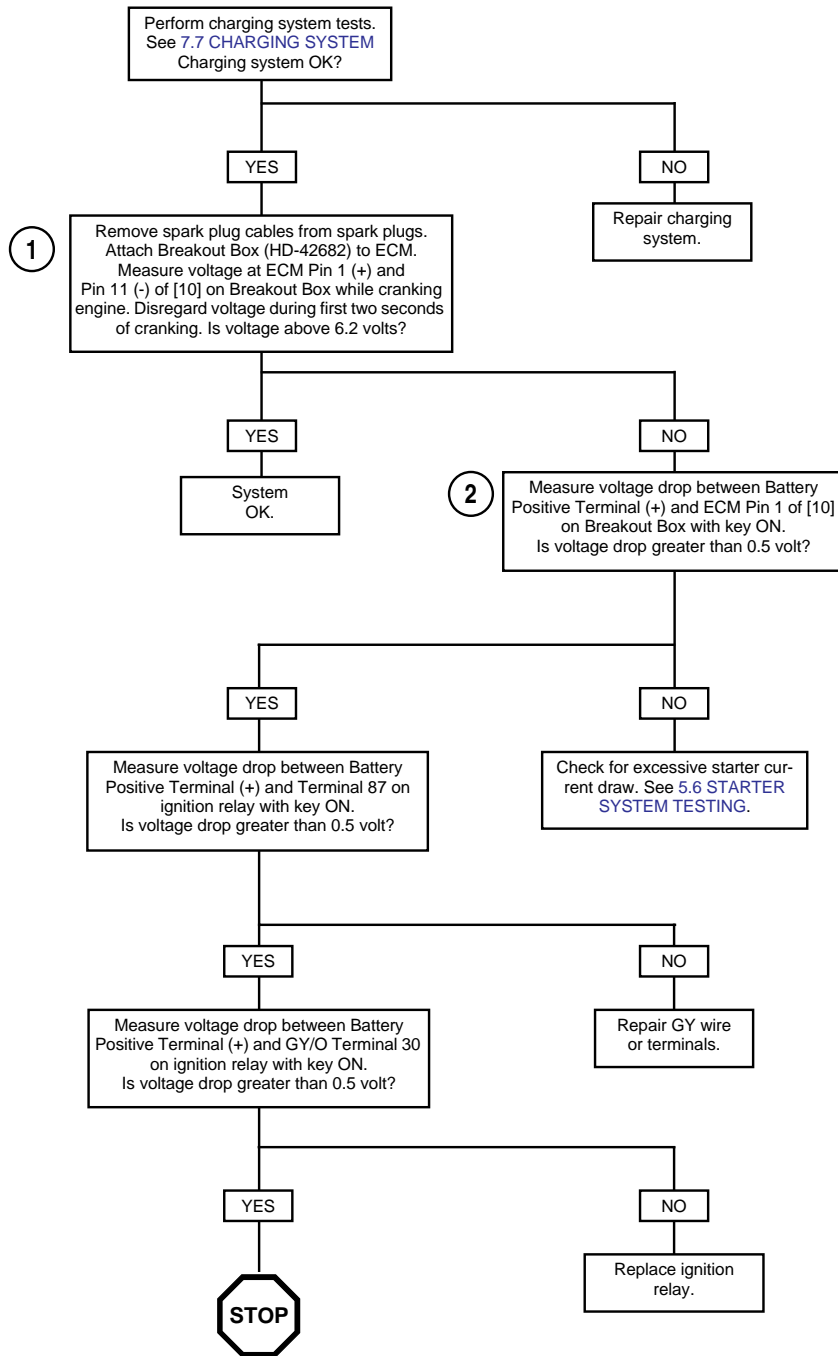 Perform charging system tests.
See 7.7 CHARGING SYSTEM
Charging system OK?
YES
NO
1
Remove spark plug cables from spark plugs.
Attach Breakout Box (HD-42682) to ECM.
Measure voltage at ECM Pin 1 (+) and
Pin 11 (-) of [10] on Breakout Box while cranking
engine. Disregard voltage during first two seconds
of cranking. Is voltage above 6.2 volts?
Repair charging
system.
YES
NO
System
OK.
2
Measure voltage drop between Battery
Positive Terminal (+) and ECM Pin 1 of [10]
on Breakout Box with key ON.
Is voltage drop greater than 0.5 volt?
YES
NO
Measure voltage drop between Battery
Positive Terminal (+) and Terminal 87 on
ignition relay with key ON.
Is voltage drop greater than 0.5 volt?
Check for excessive starter cur-
rent draw. See 5.6 STARTER
SYSTEM TESTING.
YES
NO
Measure voltage drop between Battery
Positive Terminal (+) and GY/O Terminal 30
on ignition relay with key ON.
Is voltage drop greater than 0.5 volt?
Repair GY wire
or terminals.
YES
NO
STOP
Replace ignition
relay.